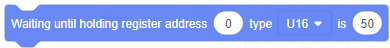 Waiting until holding register address 0 type U16 is 50